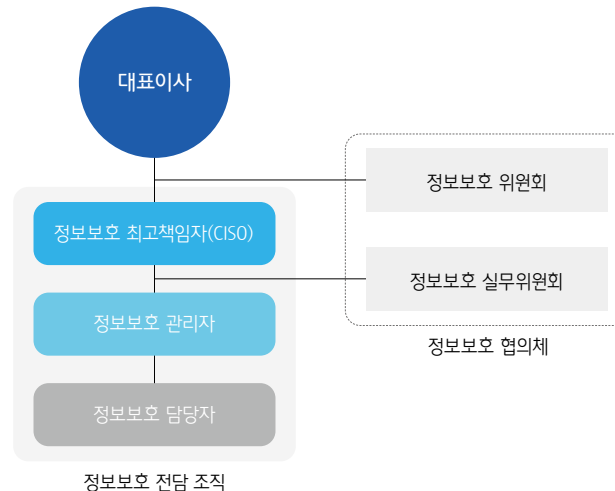 대표이사
정보보호 위원회
정보보호 최고책임자(CISO)
정보보호 실무위원회
정보보호 관리자
정보보호 협의체
정보보호 담당자
정보보호 전담 조직